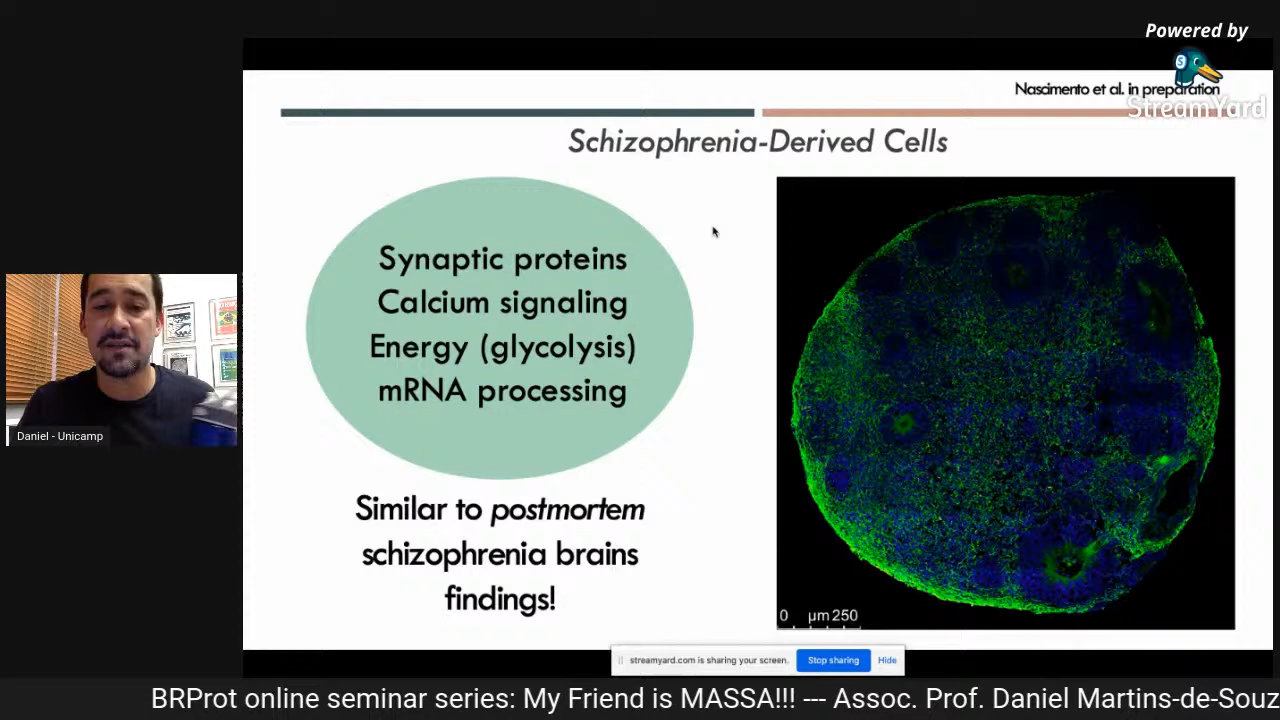 Powered by
StreamYard
Nascimento et al. in preparation
Schizophrenia-Derived Cells
Synaptic proteins
Calcium signaling
Energy (glycolysis)
mRNA processing
Similar to postmortem
schizophrenia brains
findings!
0 µm 250
Daniel - Unicamp
streamyard.com is sharing your screen. Stop sharing Hide
BRProt online seminar series: My Friend is MASSA!!! --- Assoc. Prof. Daniel Martins-de-Souz